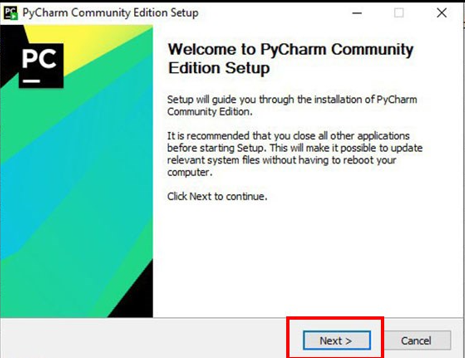 PyCharm Community Edition Setup
PC
Welcome to PyCharm Community
Edition Setup
Setup will guide you through the installation of PyCharm
Community Edition.
It is recommended that you close all other applications
before starting Setup. This will make it possible to update
relevant system files without having to reboot your
computer.
Click Next to continue.
Next >
Cancel